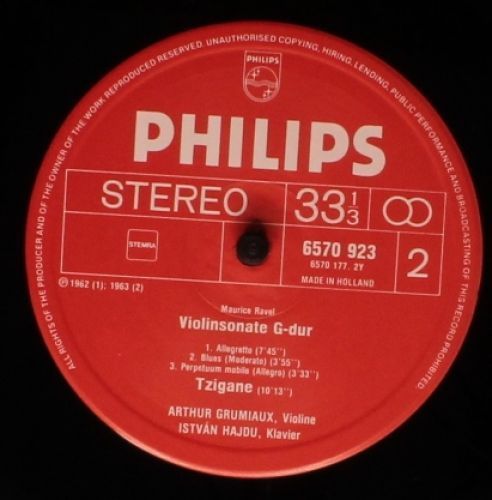 ALL RIGHTS OF THE PRODUCER AND OF THE OWNER OF THE WORK REPRODUCED RESERVED. UNAUTHORISED COPYING, HIRING, LENDING, PUBLIC PERFORMANCE AND BROADCASTING OF THIS RECORD PROHIBITED.
PHILIPS
PHILIPS
STEREO
33 1/3
STEMRA
6570 923
6570 177. 2Y
MADE IN HOLLAND
2
℗ 1962 (1); 1963 (2)
Maurice Ravel
Violinsonate G-dur
1. Allegretto (7'45'')
2. Blues (Moderato) (3'55'')
3. Perpetuum mobile (Allegro) (3'33'')
Tzigane (10'13'')
ARTHUR GRUMIAUX, Violine
ISTVÁN HAJDU, Klavier